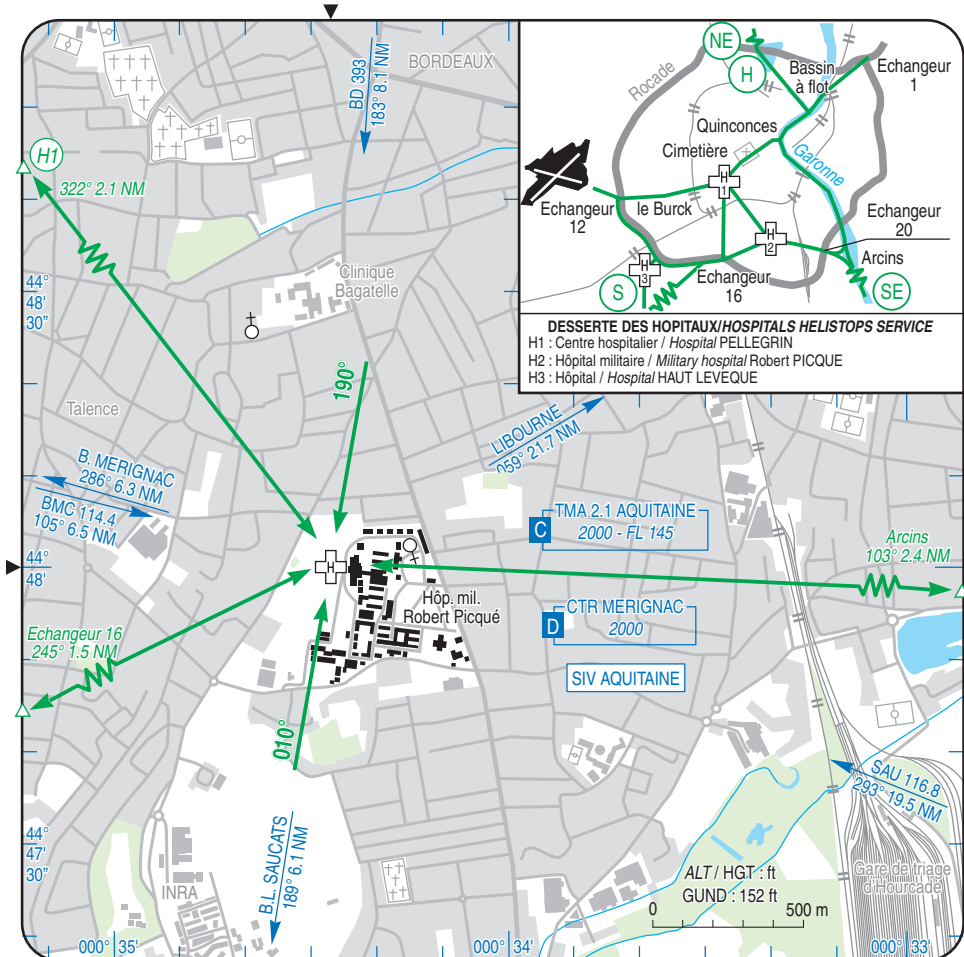 BORDEAUX
BD 393
183° 8.1 NM
H1
322° 2.1 NM
44°
48'
30"
Clinique
Bagatelle
190°
Talence
B. MERIGNAC
286° 6.3 NM
BMC 114.4
105° 6.5 NM
LIBOURNE
059° 21.7 NM
C
TMA 2.1 AQUITAINE
2000 - FL 145
44°
48'
H
Hôp. mil.
Robert Picqué
Arcins
103° 2.4 NM
D
CTR MERIGNAC
2000
SIV AQUITAINE
Echangeur 16
245° 1.5 NM
010°
SAU 116.8
293° 19.5 NM
44°
47'
30"
INRA
B.L. SAUCATS
189° 6.1 NM
ALT / HGT : ft
GUND : 152 ft
0 500 m
Gare de triage
d'Hourcade
000° 35'
000° 34'
000° 33'
NE
H
Rocade
Bassin
à flot
Echangeur
1
Quinconces
Cimetière
Garonne
H
1
Echangeur
12
le Burck
H
2
Echangeur
20
Arcins
H
3
Echangeur
16
S
SE
DESSERTE DES HOPITAUX/HOSPITALS HELISTOPS SERVICE
H1 : Centre hospitalier / Hospital PELLEGRIN
H2 : Hôpital militaire / Military hospital Robert PICQUE
H3 : Hôpital / Hospital HAUT LEVEQUE